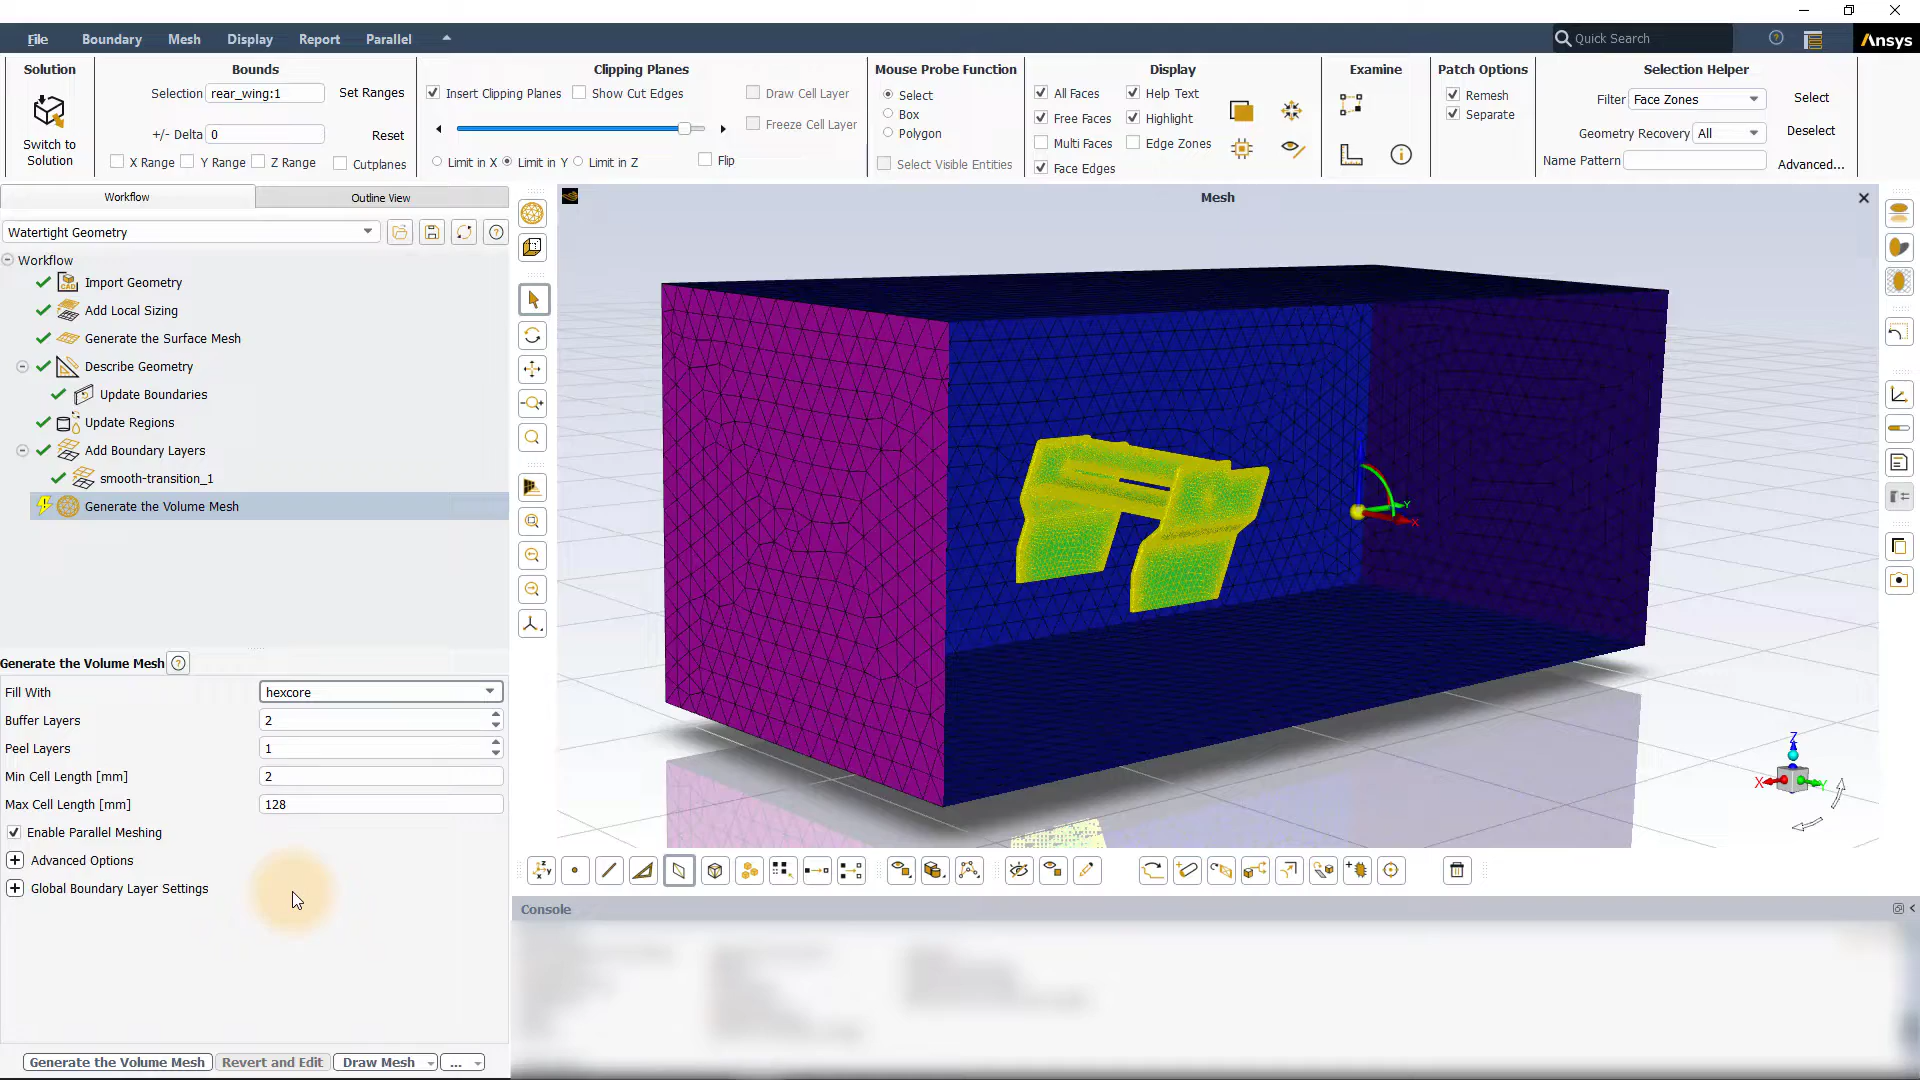 File
Boundary
Mesh
Display
Report
Parallel
Quick Search
Ansys
Solution
Switch to
Solution
Bounds
Selection
rear_wing:1
Set Ranges
+/- Delta
0
Reset
X Range
Y Range
Z Range
Cutplanes
Clipping Planes
Insert Clipping Planes
Show Cut Edges
Draw Cell Layer
Freeze Cell Layer
Limit in X
Limit in Y
Limit in Z
Flip
Mouse Probe Function
Select
Box
Polygon
Select Visible Entities
Display
All Faces
Help Text
Free Faces
Highlight
Multi Faces
Edge Zones
Face Edges
Examine
Patch Options
Remesh
Separate
Selection Helper
Filter
Face Zones
Select
Geometry Recovery
All
Deselect
Name Pattern
Advanced...
Workflow
Outline View
Watertight Geometry
Workflow
Import Geometry
Add Local Sizing
Generate the Surface Mesh
Describe Geometry
Update Boundaries
Update Regions
Add Boundary Layers
smooth-transition_1
Generate the Volume Mesh
Generate the Volume Mesh
Fill With
hexcore
Buffer Layers
2
Peel Layers
1
Min Cell Length [mm]
2
Max Cell Length [mm]
128
Enable Parallel Meshing
Advanced Options
Global Boundary Layer Settings
Generate the Volume Mesh
Revert and Edit
Draw Mesh
...
Mesh
Y
X
Z
X
Y
Console